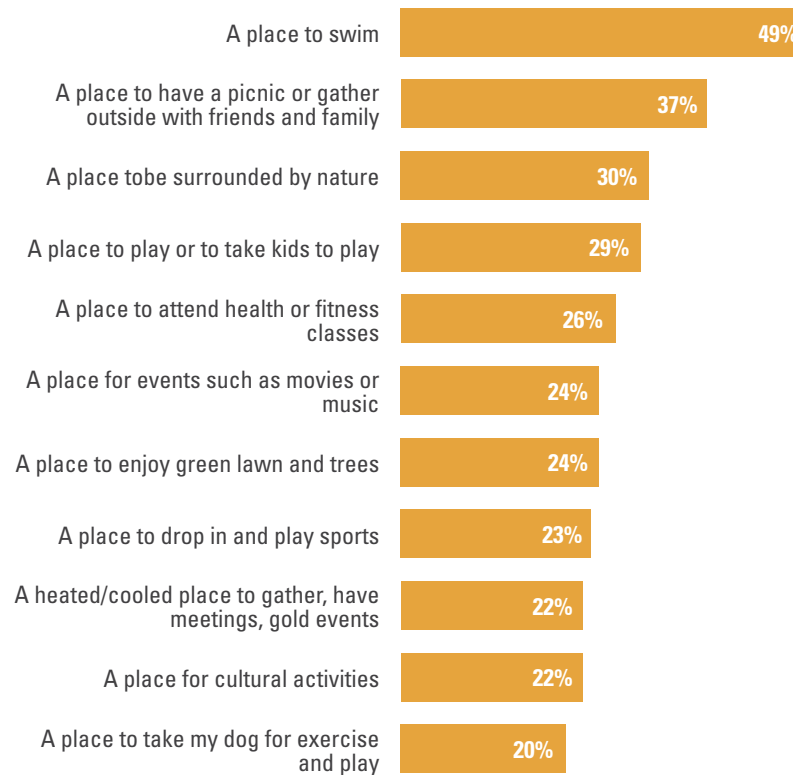 A place to swim
49%
A place to have a picnic or gather
outside with friends and family
37%
A place tobe surrounded by nature
30%
A place to play or to take kids to play
29%
A place to attend health or fitness
classes
26%
A place for events such as movies or
music
24%
A place to enjoy green lawn and trees
24%
A place to drop in and play sports
23%
A heated/cooled place to gather, have
meetings, gold events
22%
A place for cultural activities
22%
A place to take my dog for exercise
and play
20%